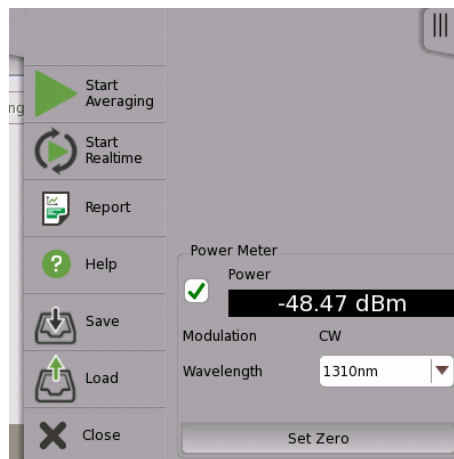 Start
Averaging
ng
Start
Realtime
Report
Help
Save
Load
Close
Power Meter
Power
-48.47 dBm
Modulation CW
Wavelength 1310nm
Set Zero